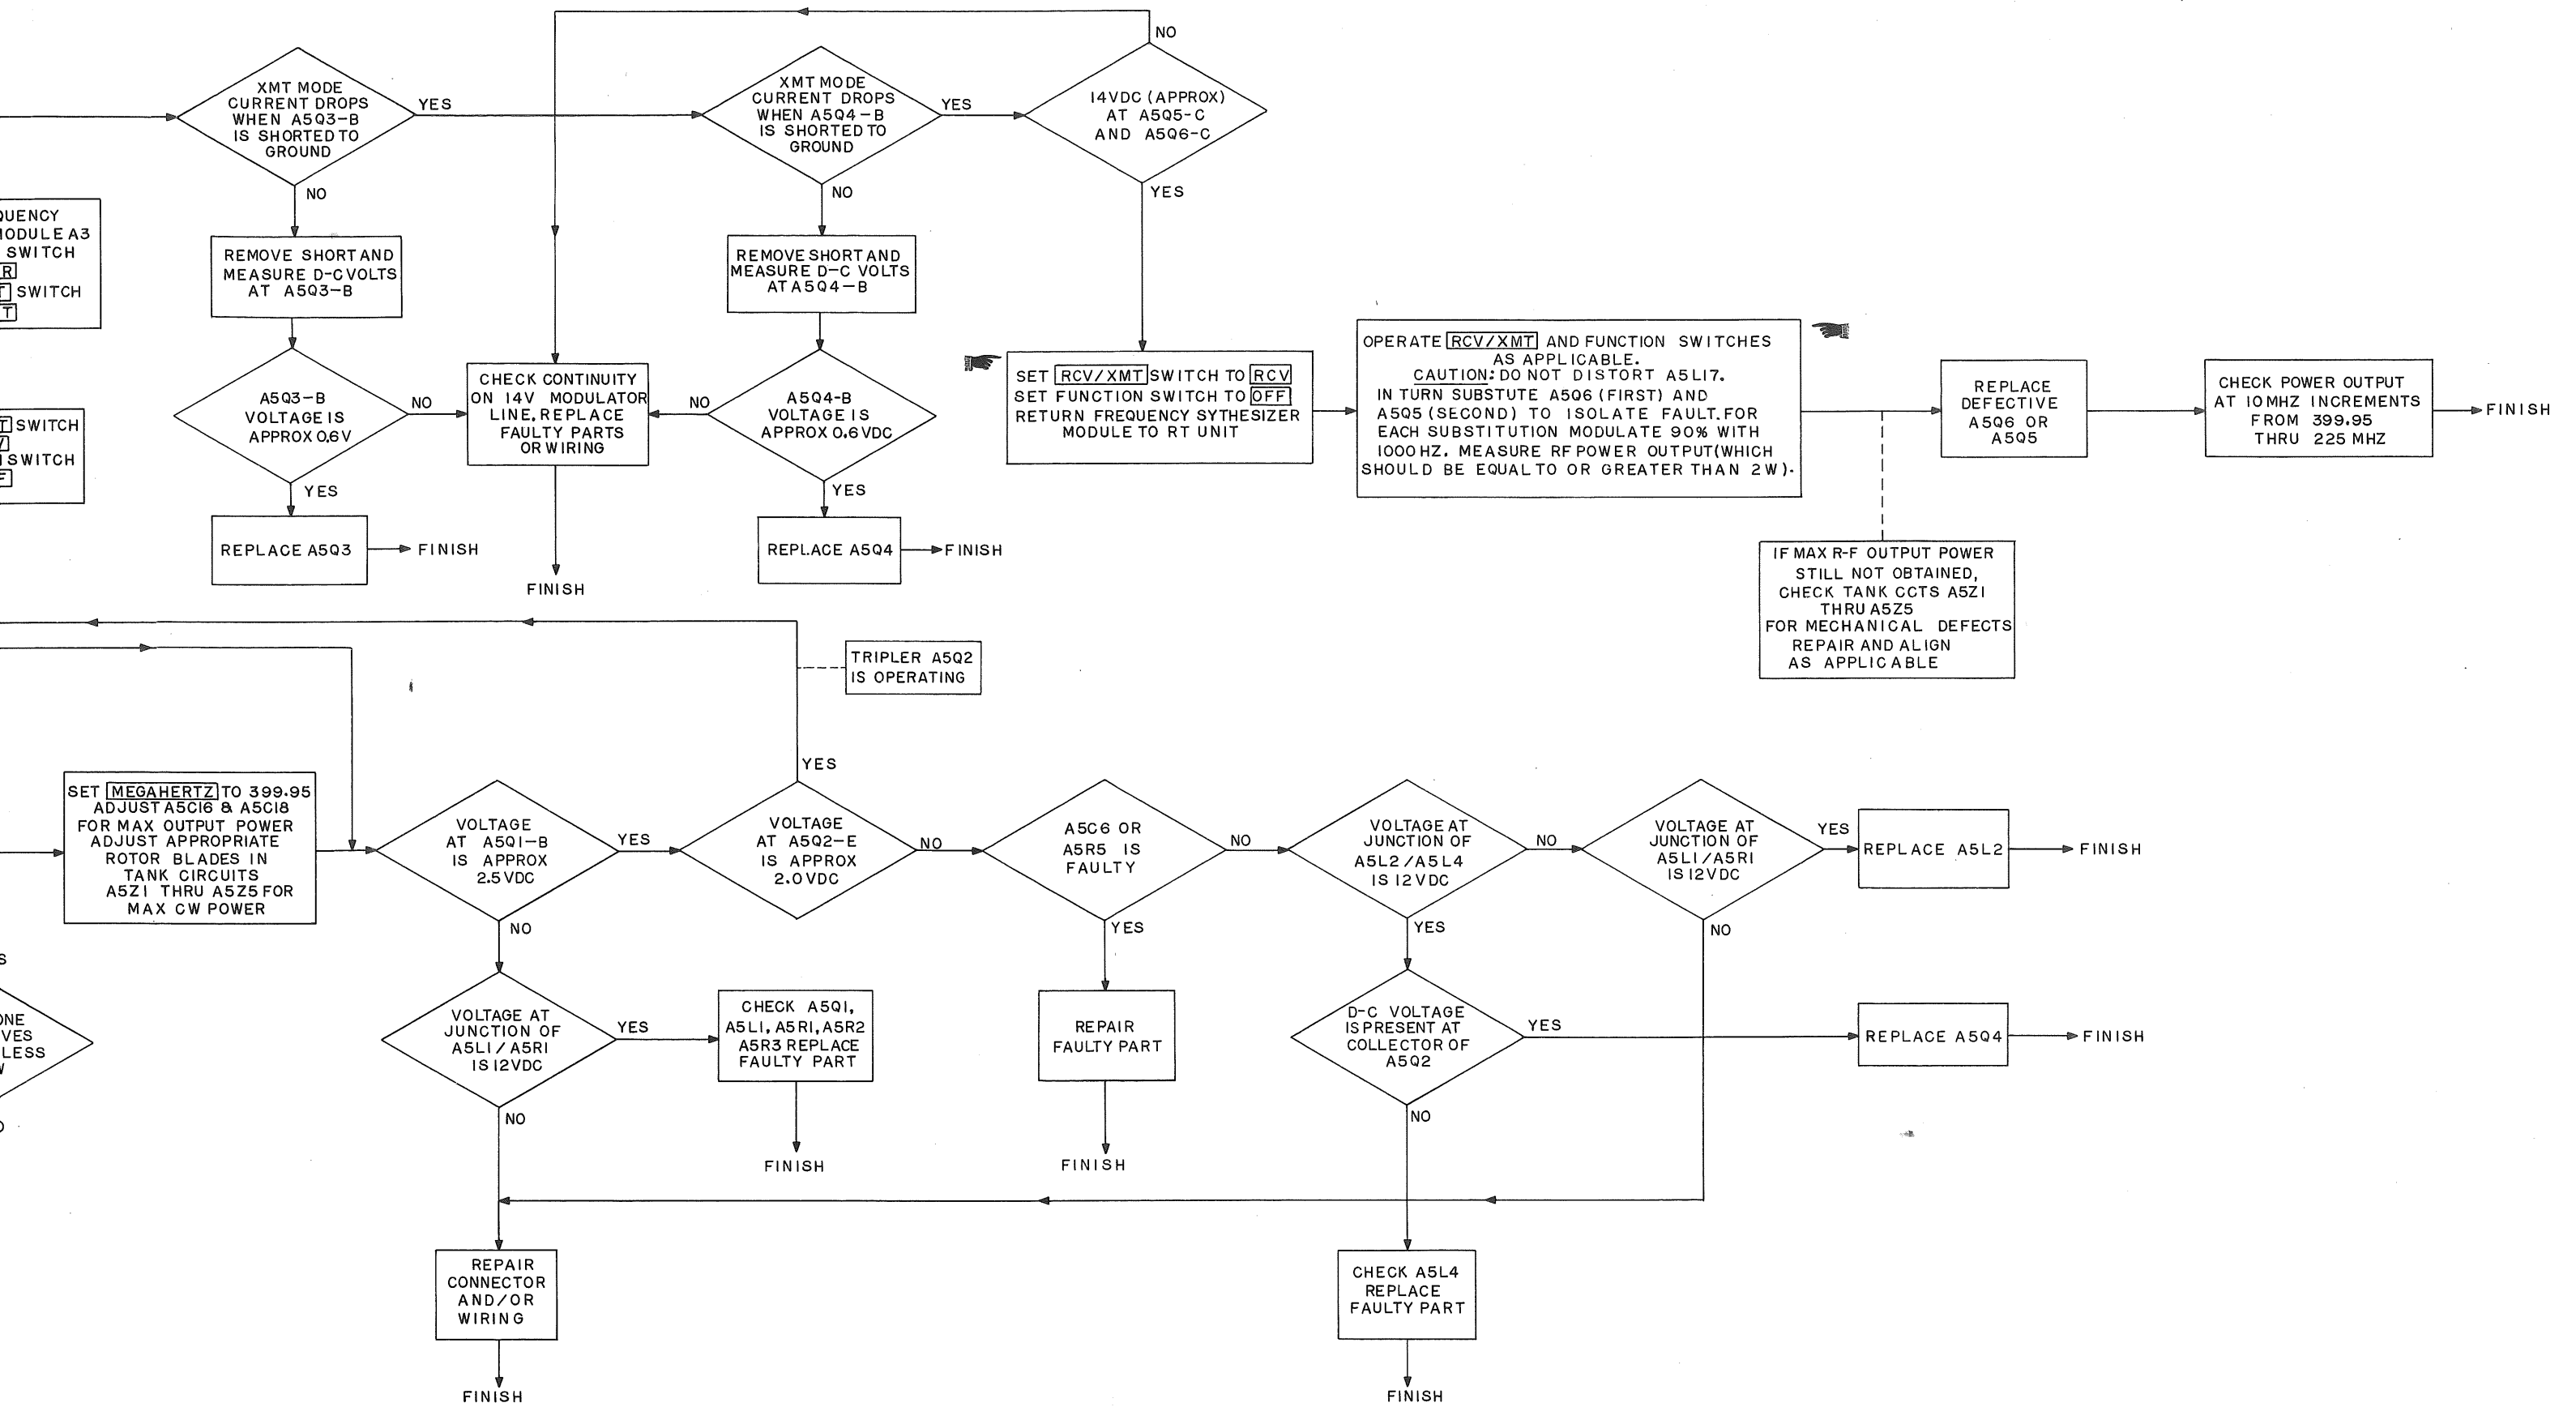 NO
XMT MODE
CURRENT DROPS
WHEN A5Q3-B
IS SHORTED TO
GROUND
YES
NO
XMT MODE
CURRENT DROPS
WHEN A5Q4-B
IS SHORTED TO
GROUND
YES
NO
14VDC (APPROX)
AT A5Q5-C
AND A5Q6-C
YES
QUENCY
MODULE A3
SWITCH
R
T SWITCH
T
REMOVE SHORT AND
MEASURE D-C VOLTS
AT A5Q3-B
REMOVE SHORT AND
MEASURE D-C VOLTS
AT A5Q4-B
A5Q3-B
VOLTAGE IS
APPROX 0.6V
NO
YES
CHECK CONTINUITY
ON 14V MODULATOR
LINE, REPLACE
FAULTY PARTS
OR WIRING
FINISH
NO
A5Q4-B
VOLTAGE IS
APPROX 0.6VDC
YES
SET RCV/XMT SWITCH TO RCV
SET FUNCTION SWITCH TO OFF
RETURN FREQUENCY SYTHESIZER
MODULE TO RT UNIT
OPERATE RCV/XMT AND FUNCTION SWITCHES
AS APPLICABLE.
CAUTION: DO NOT DISTORT A5L17.
IN TURN SUBSTUTE A5Q6 (FIRST) AND
A5Q5 (SECOND) TO ISOLATE FAULT. FOR
EACH SUBSTITUTION MODULATE 90% WITH
1000 HZ. MEASURE RF POWER OUTPUT (WHICH
SHOULD BE EQUAL TO OR GREATER THAN 2W).
REPLACE
DEFECTIVE
A5Q6 OR
A5Q5
CHECK POWER OUTPUT
AT 10MHZ INCREMENTS
FROM 399.95
THRU 225 MHZ
FINISH
T SWITCH
SWITCH
F
REPLACE A5Q3
FINISH
REPLACE A5Q4
FINISH
IF MAX R-F OUTPUT POWER
STILL NOT OBTAINED,
CHECK TANK CCTS A5Z1
THRU A5Z5
FOR MECHANICAL DEFECTS
REPAIR AND ALIGN
AS APPLICABLE
TRIPLER A5Q2
IS OPERATING
SET MEGAHERTZ TO 399.95
ADJUST A5C16 & A5C18
FOR MAX OUTPUT POWER
ADJUST APPROPRIATE
ROTOR BLADES IN
TANK CIRCUITS
A5Z1 THRU A5Z5 FOR
MAX CW POWER
VOLTAGE
AT A5Q1-B
IS APPROX
2.5VDC
YES
NO
YES
VOLTAGE
AT A5Q2-E
IS APPROX
2.0VDC
NO
A5C6 OR
A5R5 IS
FAULTY
NO
YES
VOLTAGE AT
JUNCTION OF
A5L2/A5L4
IS 12VDC
NO
YES
VOLTAGE AT
JUNCTION OF
A5L1/A5R1
IS 12VDC
YES
NO
REPLACE A5L2
FINISH
S
ONE
VES
LESS
VOLTAGE AT
JUNCTION OF
A5L1/A5R1
IS 12VDC
YES
NO
CHECK A5Q1,
A5L1, A5R1, A5R2
A5R3 REPLACE
FAULTY PART
FINISH
REPAIR
FAULTY PART
FINISH
D-C VOLTAGE
IS PRESENT AT
COLLECTOR OF
A5Q2
YES
NO
REPLACE A5Q4
FINISH
REPAIR
CONNECTOR
AND/OR
WIRING
FINISH
CHECK A5L4
REPLACE
FAULTY PART
FINISH